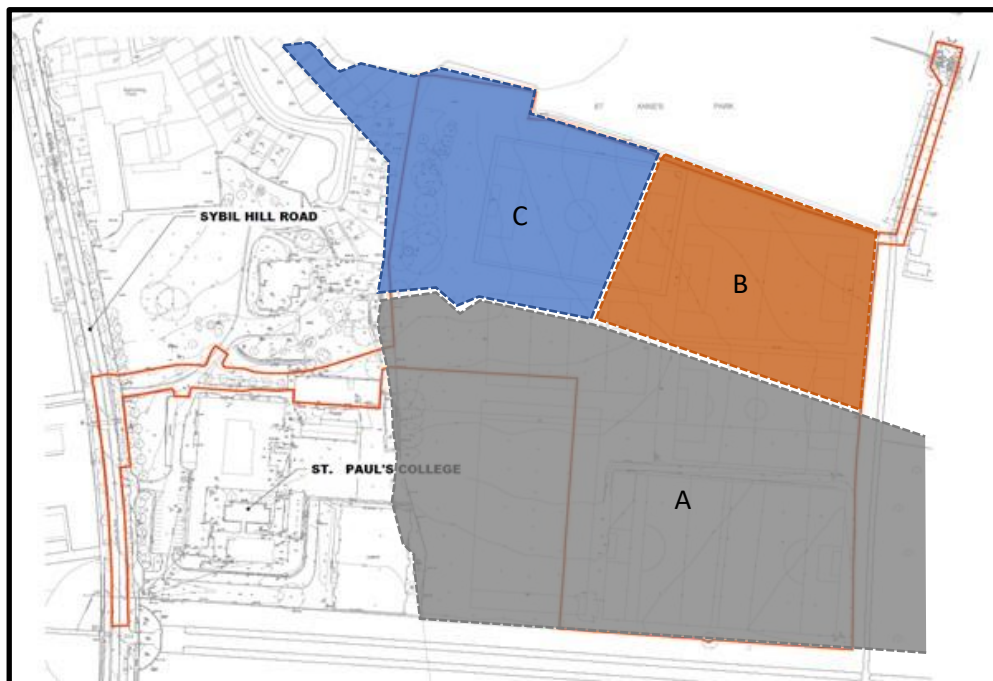 ST ANNE'S PARK
SYBIL HILL ROAD
C
B
ST. PAUL'S COLLEGE
A